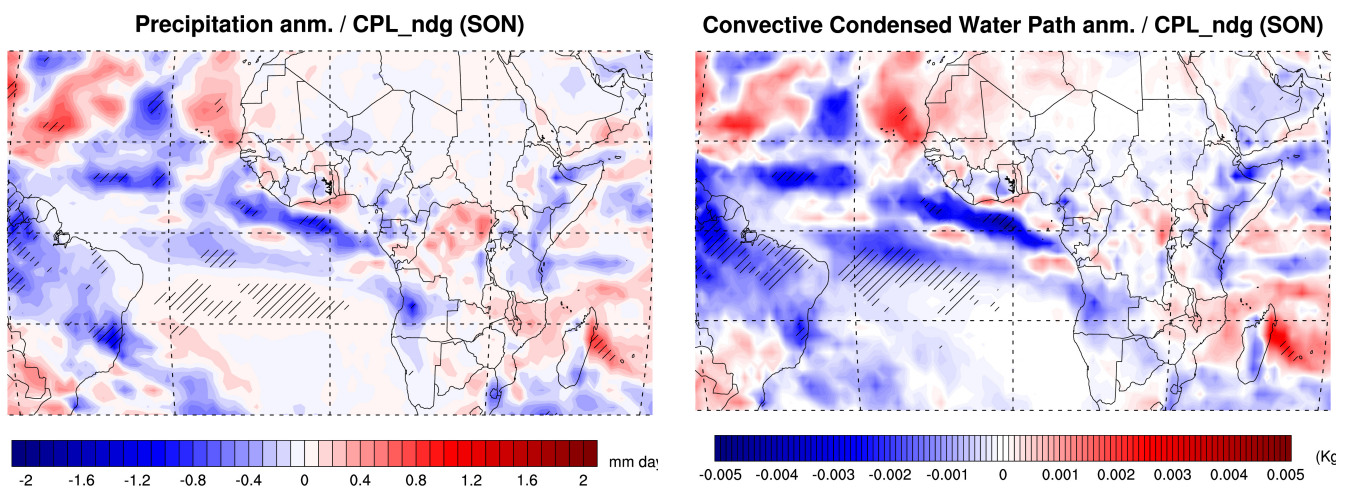 Precipitation anm. / CPL_ndg (SON)
Convective Condensed Water Path anm. / CPL_ndg (SON)
mm day
-2 -1.6 -1.2 -0.8 -0.4 0 0.4 0.8 1.2 1.6 2
(Kg
-0.005 -0.004 -0.003 -0.002 -0.001 0 0.001 0.002 0.003 0.004 0.005